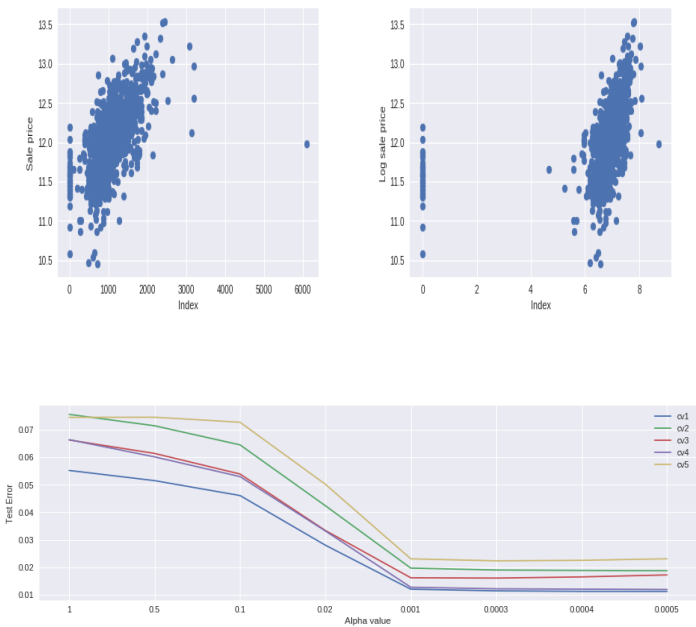 13.5
13.0
12.5
12.0
11.5
11.0
10.5
Sale price
0 1000 2000 3000 4000 5000 6000
Index
13.5
13.0
12.5
12.0
11.5
11.0
10.5
Log sale price
0 2 4 6 8
Index
0.07
0.06
0.05
0.04
0.03
0.02
0.01
Test Error
cv1
cv2
cv3
cv4
cv5
1 0.5 0.1 0.02 0.001 0.0003 0.0004 0.0005
Alpha value